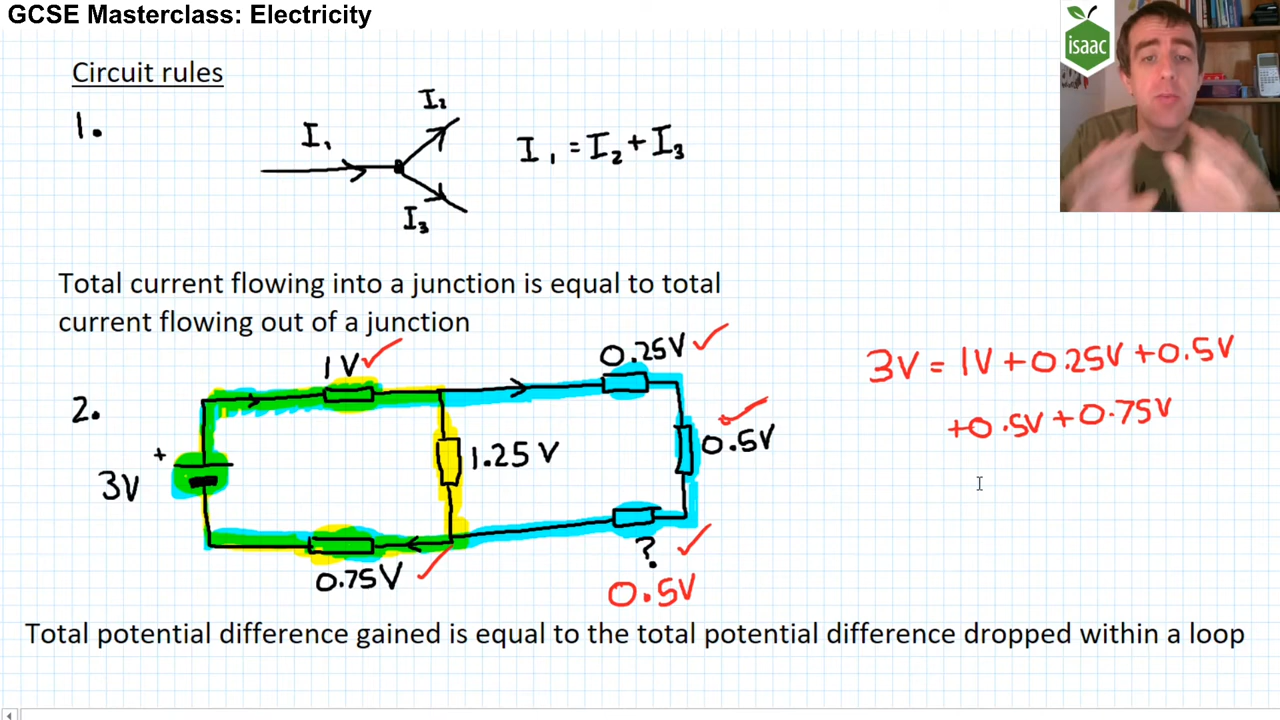 GCSE Masterclass: Electricity
isaac
Circuit rules
1.
I₁
I₂
I₃
I₁ = I₂ + I₃
Total current flowing into a junction is equal to total
current flowing out of a junction
2.
1V
0.25V
3V = 1V + 0.25V + 0.5V
+ 0.5V + 0.75V
+
3V
1.25V
0.5V
?
0.75V
0.5V
Total potential difference gained is equal to the total potential difference dropped within a loop